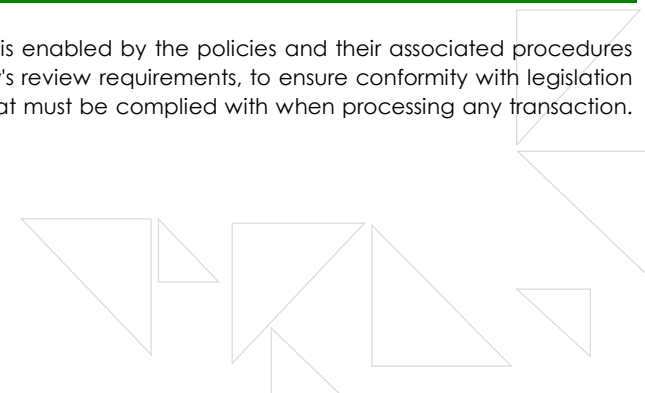 is enabled by the policies and their associated procedures
's review requirements, to ensure conformity with legislation
at must be complied with when processing any transaction.